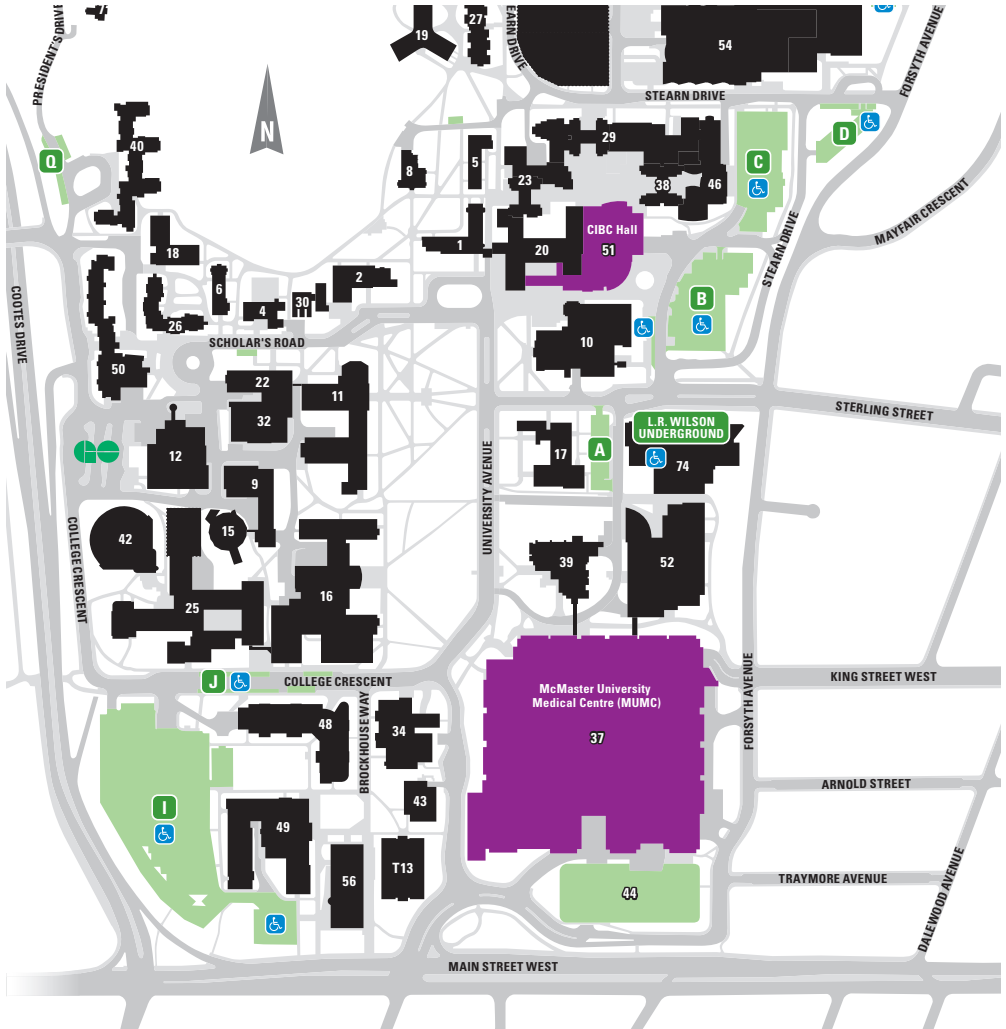 7
27
19
54
PRESIDENT'S DRIVE
STEARN DRIVE
FORSYTH AVENUE
N
STEARN DRIVE
40
Q
8
5
29
23
38
46
C
D
MAYFAIR CRESCENT
18
1
20
CIBC Hall
51
STEARN DRIVE
COOTES DRIVE
6
2
30
4
26
B
SCHOLAR'S ROAD
10
50
22
11
32
STERLING STREET
L.R. WILSON
UNDERGROUND
12
17
A
74
9
UNIVERSITY AVENUE
COLLEGE CRESCENT
42
15
39
52
25
16
J
COLLEGE CRESCENT
KING STREET WEST
McMaster University
Medical Centre (MUMC)
37
FORSYTH AVENUE
BROCKHOUSE WAY
48
34
ARNOLD STREET
I
43
49
56
T13
TRAYMORE AVENUE
44
DALEWOOD AVENUE
MAIN STREET WEST